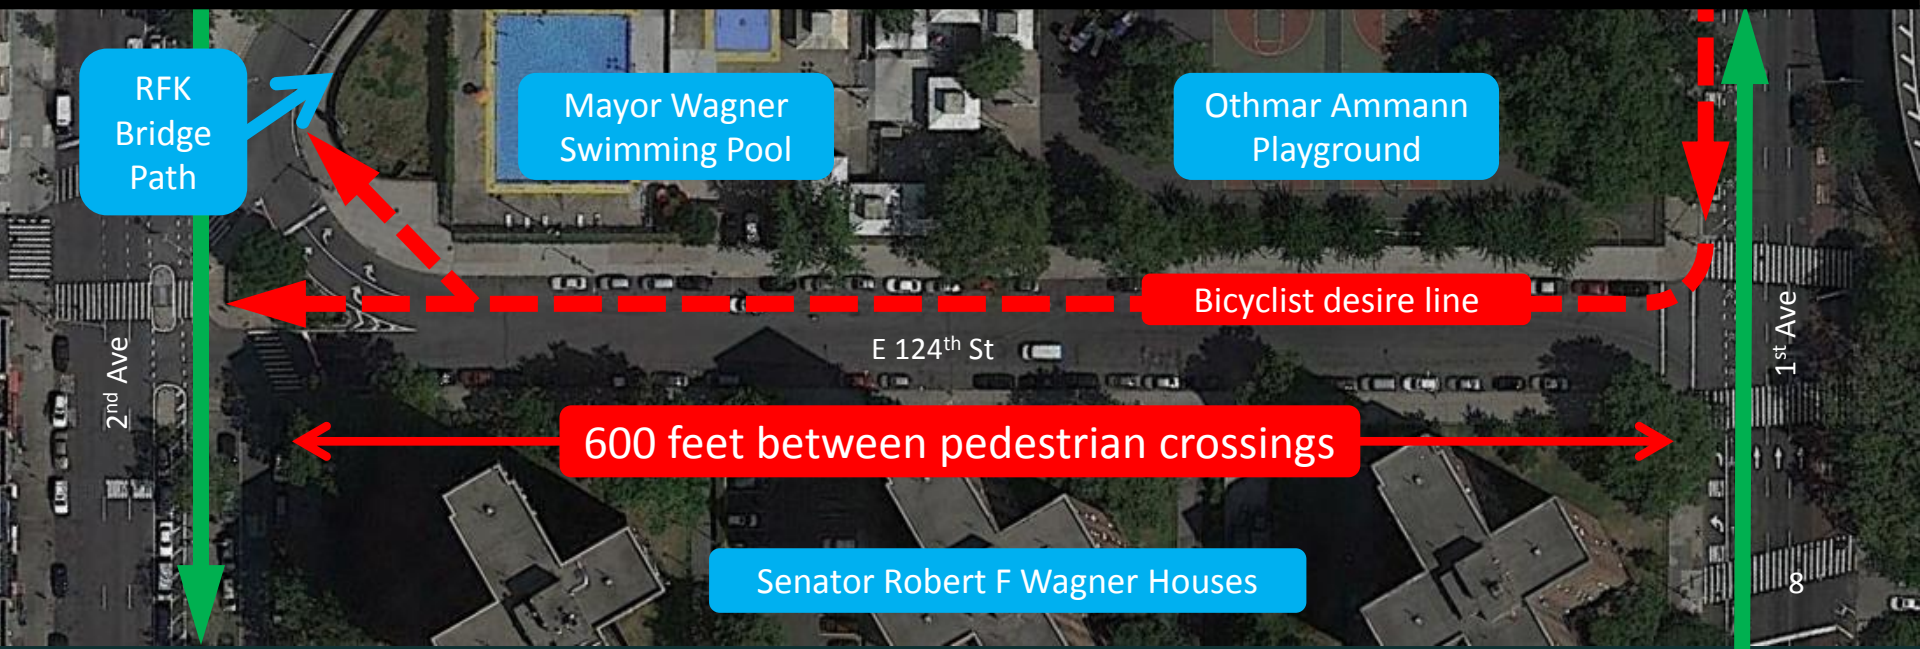 RFK
Bridge
Path
Mayor Wagner
Swimming Pool
Othmar Ammann
Playground
Bicyclist desire line
E 124th St
2nd Ave
1st Ave
600 feet between pedestrian crossings
Senator Robert F Wagner Houses
8